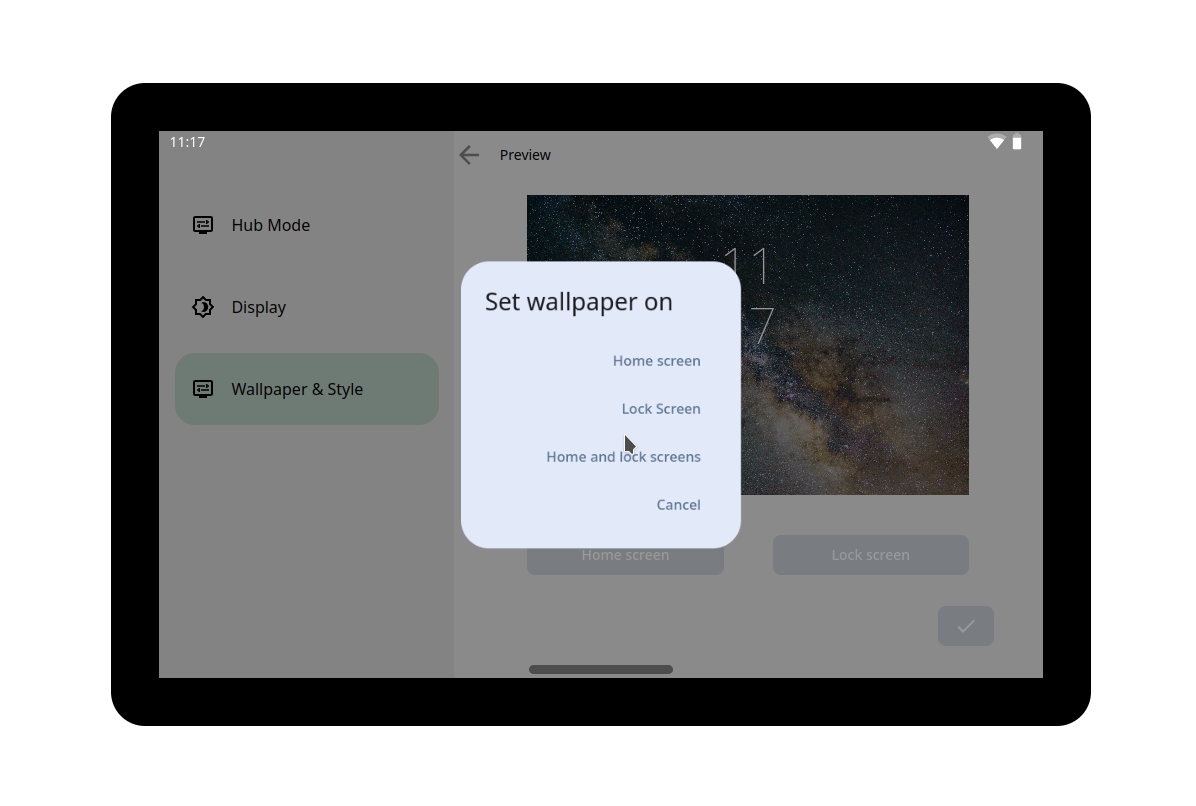 11:17
Preview
Hub Mode
Display
Wallpaper & Style
11
7
Set wallpaper on
Home screen
Lock Screen
Home and lock screens
Cancel
Home screen
Lock screen